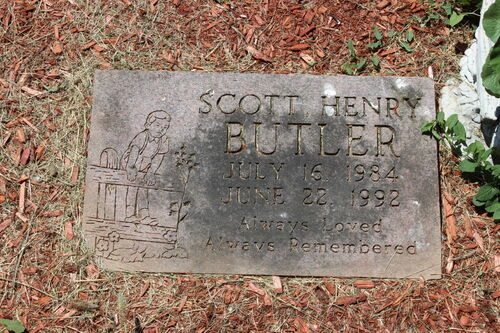 SCOTT HENRY
BUTLER
JULY 16 1984
JUNE 22, 1992
Always Loved
Always Remembered